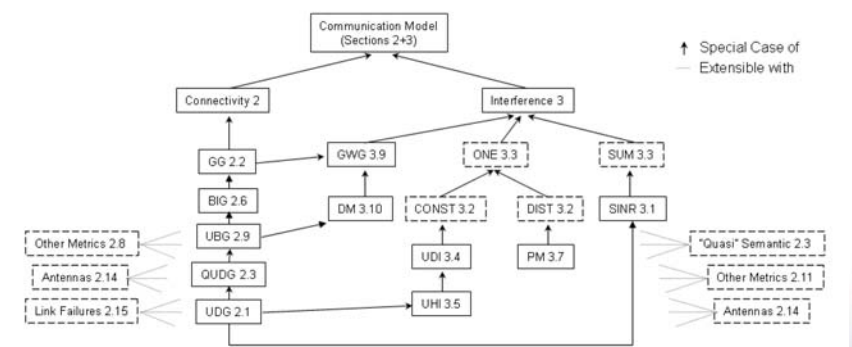 Communication Model
(Sections 2+3)
Special Case of
Extensible with
Connectivity 2
Interference 3
GG 2.2
GWG 3.9
ONE 3.3
SUM 3.3
BIG 2.6
DM 3.10
CONST 3.2
DIST 3.2
SINR 3.1
Other Metrics 2.8
UBG 2.9
"Quasi" Semantic 2.3
UDI 3.4
PM 3.7
Antennas 2.14
QUDG 2.3
Other Metrics 2.11
Link Failures 2.15
UDG 2.1
UHI 3.5
Antennas 2.14